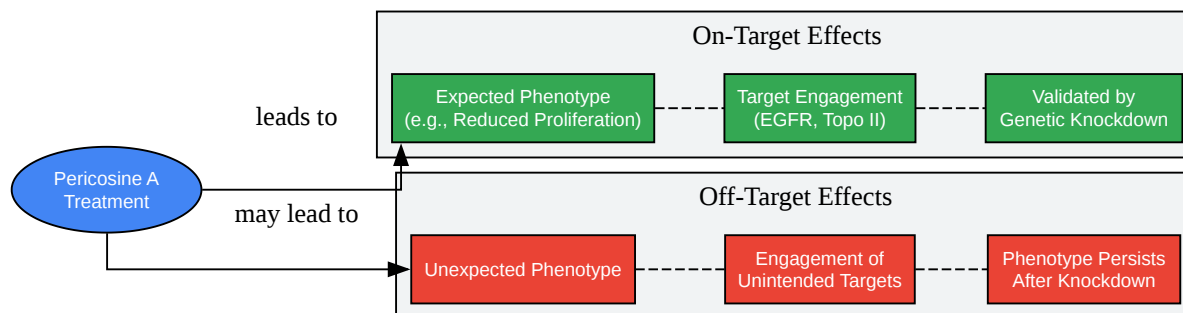 On-Target Effects
Expected Phenotype
(e.g., Reduced Proliferation)
Target Engagement
(EGFR, Topo II)
Validated by
Genetic Knockdown
leads to
Pericosine A
Treatment
may lead to
Off-Target Effects
Unexpected Phenotype
Engagement of
Unintended Targets
Phenotype Persists
After Knockdown